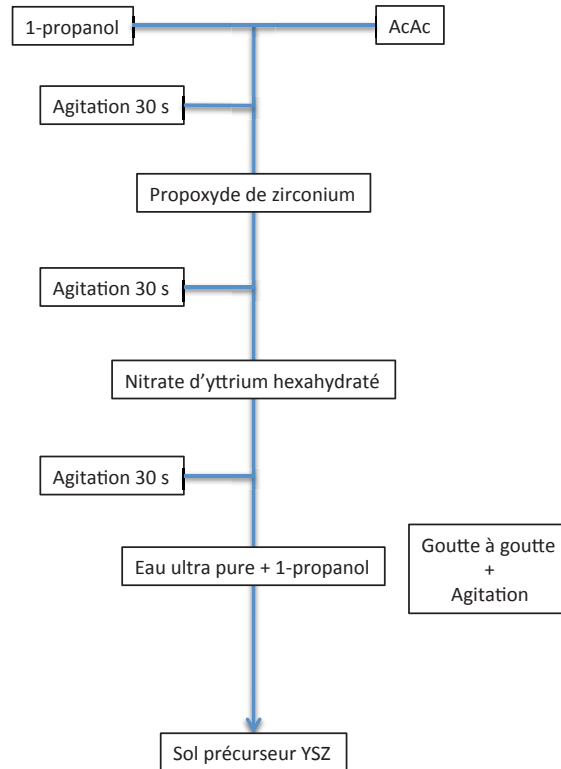 1-propanol
AcAc
Agitation 30 s
Propoxyde de zirconium
Agitation 30 s
Nitrate d’yttrium hexahydraté
Agitation 30 s
Eau ultra pure + 1-propanol
Goutte à goutte
+
Agitation
Sol précurseur YSZ